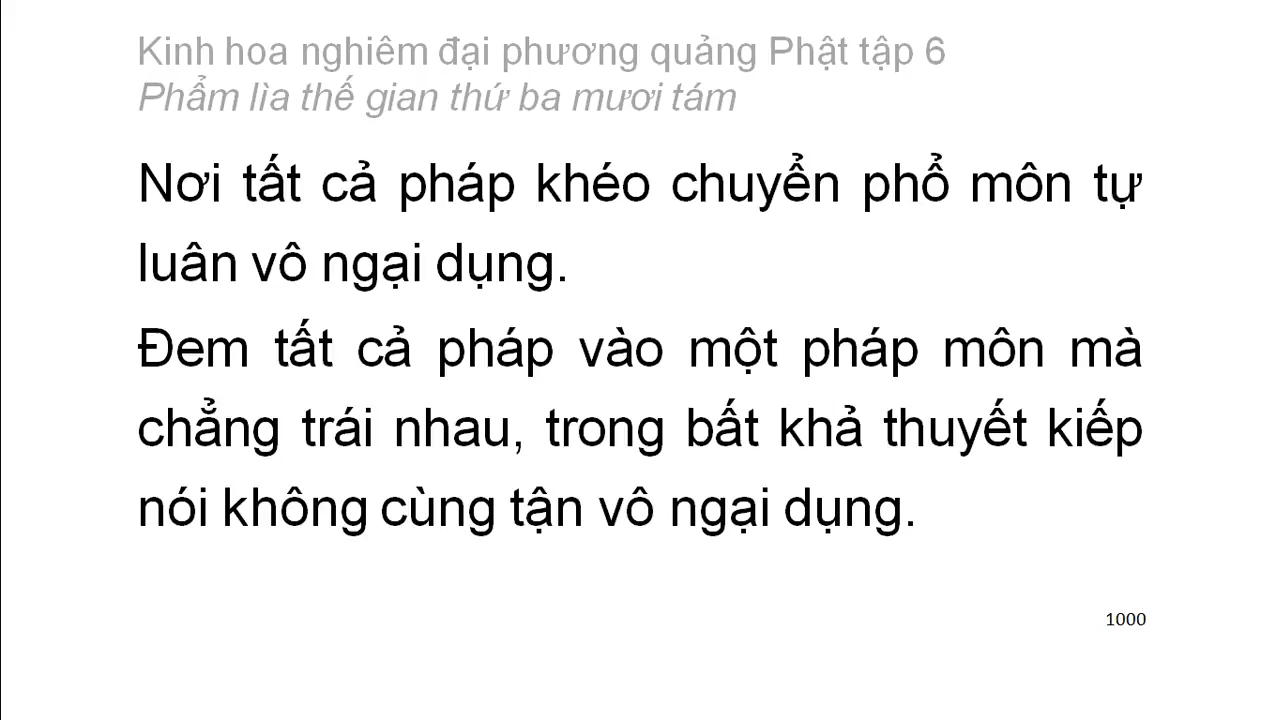 Kinh hoa nghiêm đại phương quảng Phật tập 6
Phẩm lìa thế gian thứ ba mươi tám
Nơi tất cả pháp khéo chuyển phổ môn tự
luân vô ngại dụng.
Đem tất cả pháp vào một pháp môn mà
chẳng trái nhau, trong bất khả thuyết kiếp
nói không cùng tận vô ngại dụng.
1000